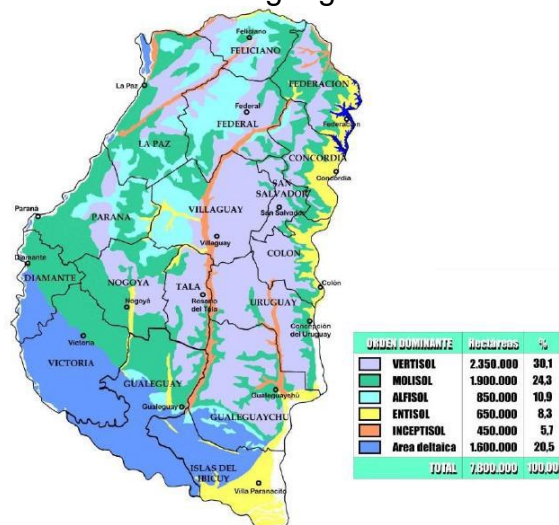 Feliciano
FELICIANO
La Paz
FEDERACION
Federal
FEDERAL
Federacion
LA PAZ
CONCORDIA
Concordia
SAN
SALVADOR
San Salvador
Paraná
PARANA
VILLAGUAY
Villaguay
COLON
Diamante
DIAMANTE
NOGOYA
Nogoyá
TALA
Rosario
del Tala
URUGUAY
Colón
Concepción
del Uruguay
Victoria
VICTORIA
GUALEGUAY
Gualeguay
Gualeguaychú
GUALEGUAYCHU
ISLAS DEL
IBICUY
Villa Paranacito
ORDEN DOMINANTE Hectareas %
VERTISOL 2.350.000 30,1
MOLISOL 1.900.000 24,3
ALFISOL 850.000 10,9
ENTISOL 650.000 8,3
INCEPTISOL 450.000 5,7
Area deltaica 1.600.000 20,5
TOTAL 7.800.000 100,00